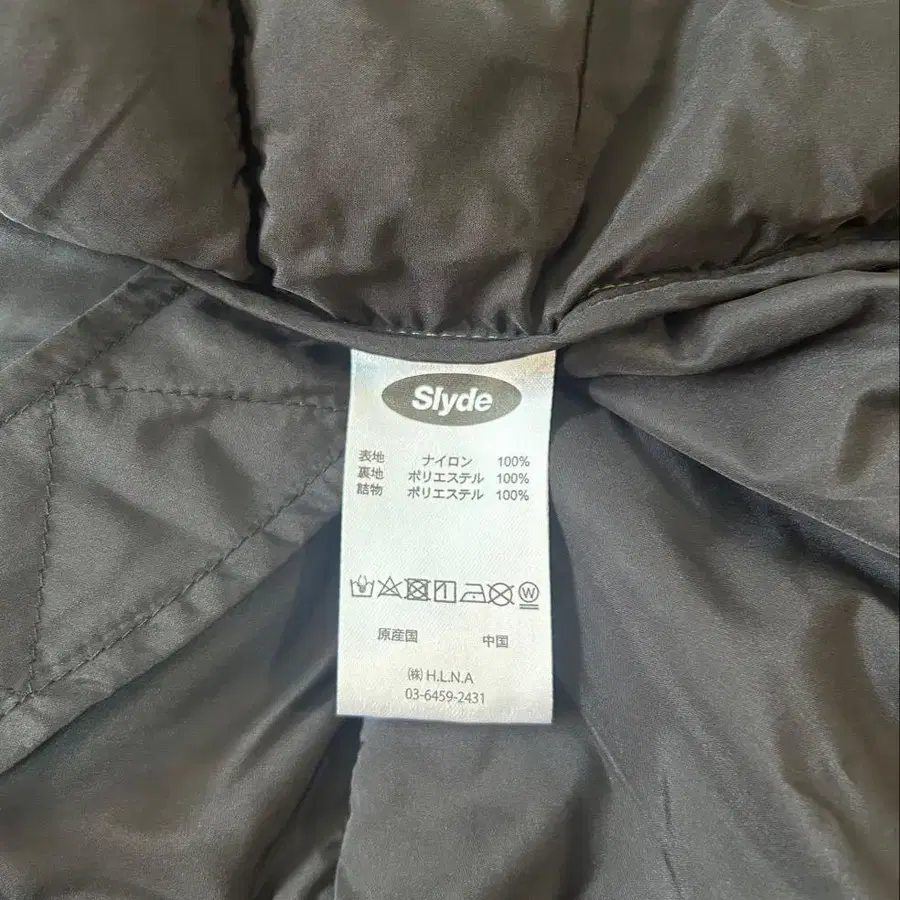 Slyde
表地 ナイロン 100%
裏地 ポリエステル 100%
詰物 ポリエステル 100%
原産国 中国
㈱ H.L.N.A
03-6459-2431